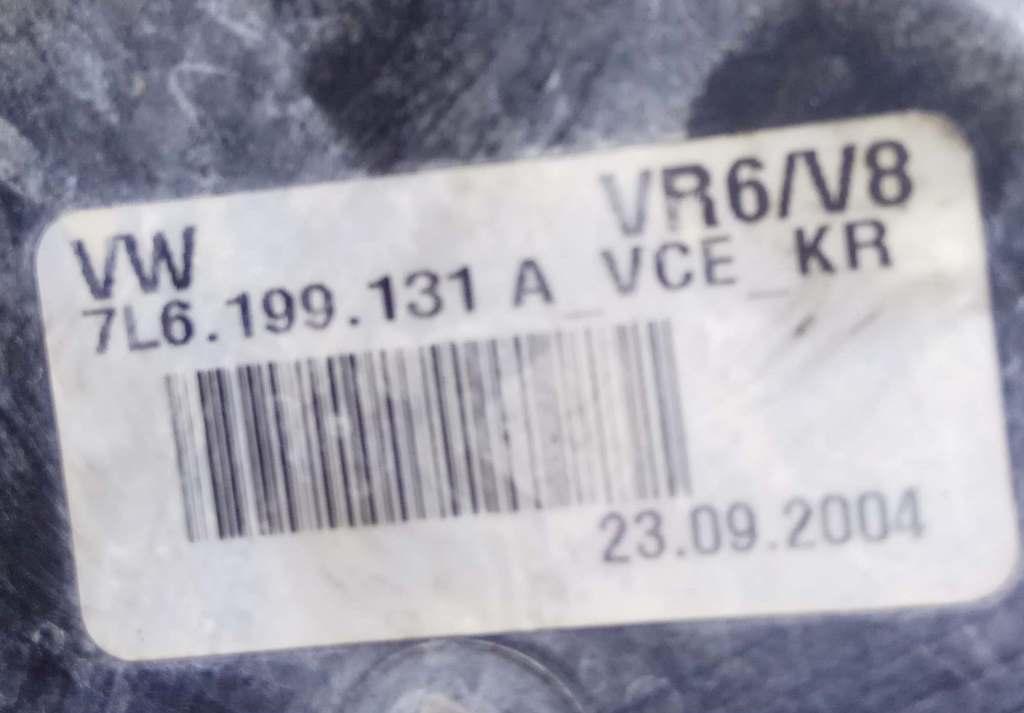 VW VR6/V8
7L6.199.131 A_VCE_KR
23.09.2004